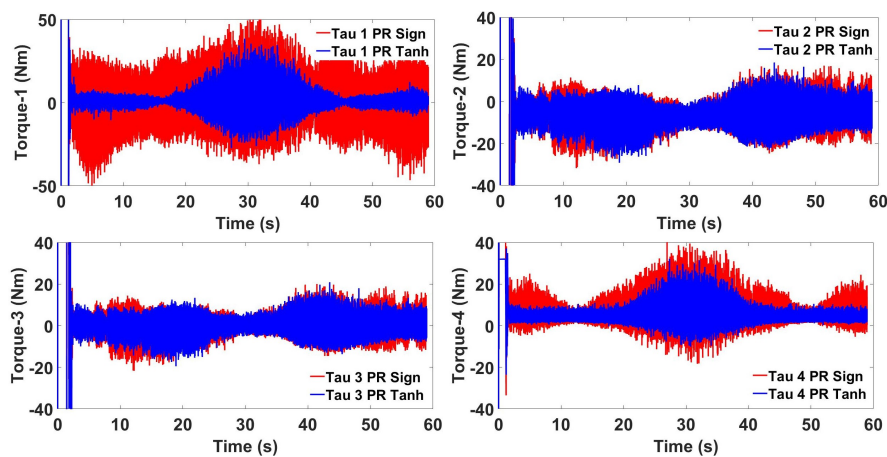 50
0
-50
Torque-1 (Nm)
Tau 1 PR Sign
Tau 1 PR Tanh
0 10 20 30 40 50 60
Time (s)
40
20
0
-20
-40
Torque-2 (Nm)
Tau 2 PR Sign
Tau 2 PR Tanh
0 10 20 30 40 50 60
Time (s)
40
20
0
-20
-40
Torque-3 (Nm)
Tau 3 PR Sign
Tau 3 PR Tanh
0 10 20 30 40 50 60
Time (s)
40
20
0
-20
-40
Torque-4 (Nm)
Tau 4 PR Sign
Tau 4 PR Tanh
0 10 20 30 40 50 60
Time (s)